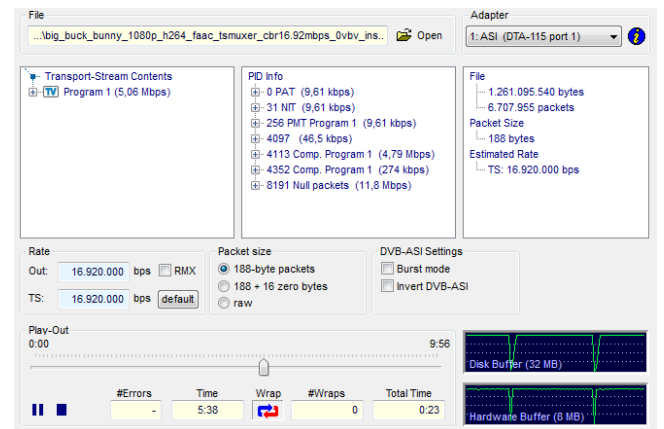 File
...\big_buck_bunny_1080p_h264_faac_tsmuxer_cbr16.92mbps_0vbv_ins..
Open
Adapter
1: ASI (DTA-115 port 1)
i
Transport-Stream Contents
TV Program 1 (5,06 Mbps)
PID Info
0 PAT (9,61 kbps)
31 NIT (9,61 kbps)
256 PMT Program 1 (9,61 kbps)
4097 (46,5 kbps)
4113 Comp. Program 1 (4,79 Mbps)
4352 Comp. Program 1 (274 kbps)
8191 Null packets (11,8 Mbps)
File
1.261.095.540 bytes
6.707.955 packets
Packet Size
188 bytes
Estimated Rate
TS: 16.920.000 bps
Rate
Out: 16.920.000 bps RMX
TS: 16.920.000 bps default
Packet size
188-byte packets
188 + 16 zero bytes
raw
DVB-ASI Settings
Burst mode
Invert DVB-ASI
Play-Out
0:00 9:56
#Errors Time Wrap #Wraps Total Time
- 5:38 0 0:23
Disk Buffer (32 MB)
Hardware Buffer (8 MB)